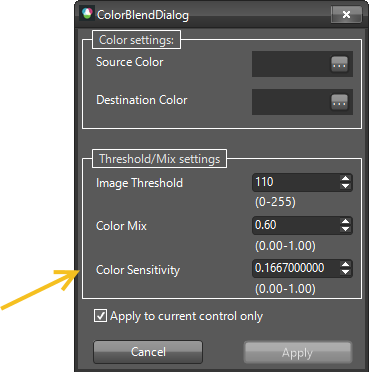 ColorBlendDialog
Color settings:
Source Color ...
Destination Color ...
Threshold/Mix settings
Image Threshold 110
(0-255)
Color Mix 0.60
(0.00-1.00)
Color Sensitivity 0.1667000000
(0.00-1.00)
Apply to current control only
Cancel Apply